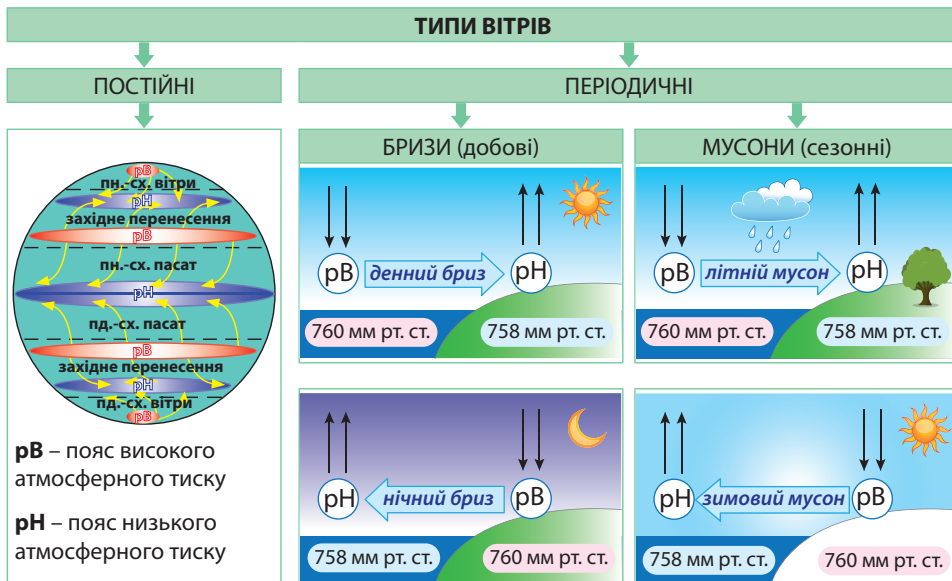 ТИПИ ВІТРІВ
ПОСТІЙНІ
ПЕРІОДИЧНІ
рВ
пн.-сх. вітри
рН
західне перенесення
рВ
пн.-сх. пасат
рН
пд.-сх. пасат
рВ
західне перенесення
рН
пд.-сх. вітри
рВ
рВ – пояс високого
атмосферного тиску
рН – пояс низького
атмосферного тиску
БРИЗИ (добові)
рВ
денний бриз
рН
760 мм рт. ст.
758 мм рт. ст.
рН
нічний бриз
рВ
758 мм рт. ст.
760 мм рт. ст.
МУСОНИ (сезонні)
рВ
літній мусон
рН
760 мм рт. ст.
758 мм рт. ст.
рН
зимовий мусон
рВ
758 мм рт. ст.
760 мм рт. ст.